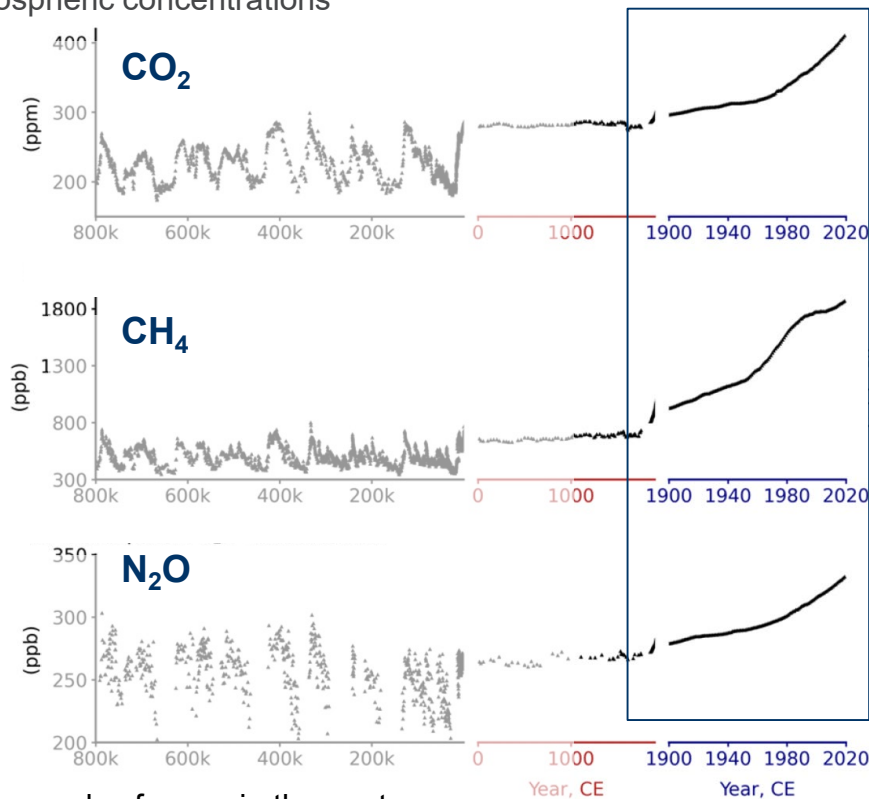 ospheric concentrations
400
CO₂
(ppm)
300
200
800k 600k 400k 200k 0 1000 1900 1940 1980 2020
1800
CH₄
(ppb)
1300
800
300
800k 600k 400k 200k 0 1000 1900 1940 1980 2020
350
N₂O
(ppb)
300
250
200
800k 600k 400k 200k 0 1000 1900 1940 1980 2020
Year, CE Year, CE